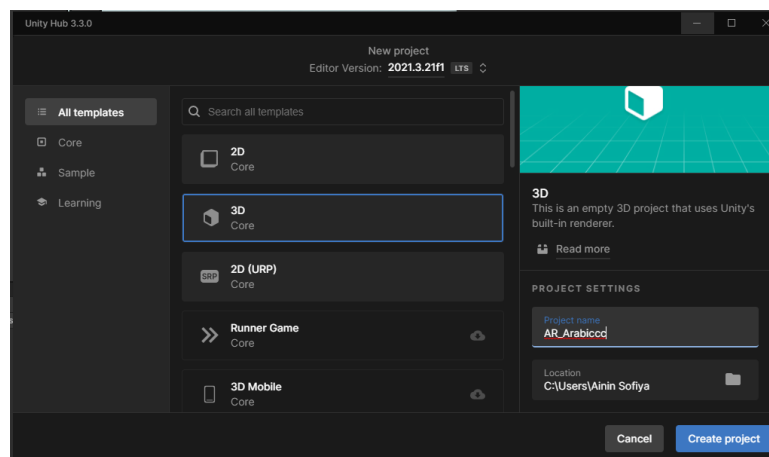 Unity Hub 3.3.0
New project
Editor Version: 2021.3.21f1 LTS
All templates
Core
Sample
Learning
Search all templates
2D
Core
3D
Core
SRP
2D (URP)
Core
Runner Game
Core
3D Mobile
Core
3D
This is an empty 3D project that uses Unity's
built-in renderer.
Read more
PROJECT SETTINGS
Project name
AR_Arabiccc
Location
C:\Users\Ainin Sofiya
Cancel
Create project